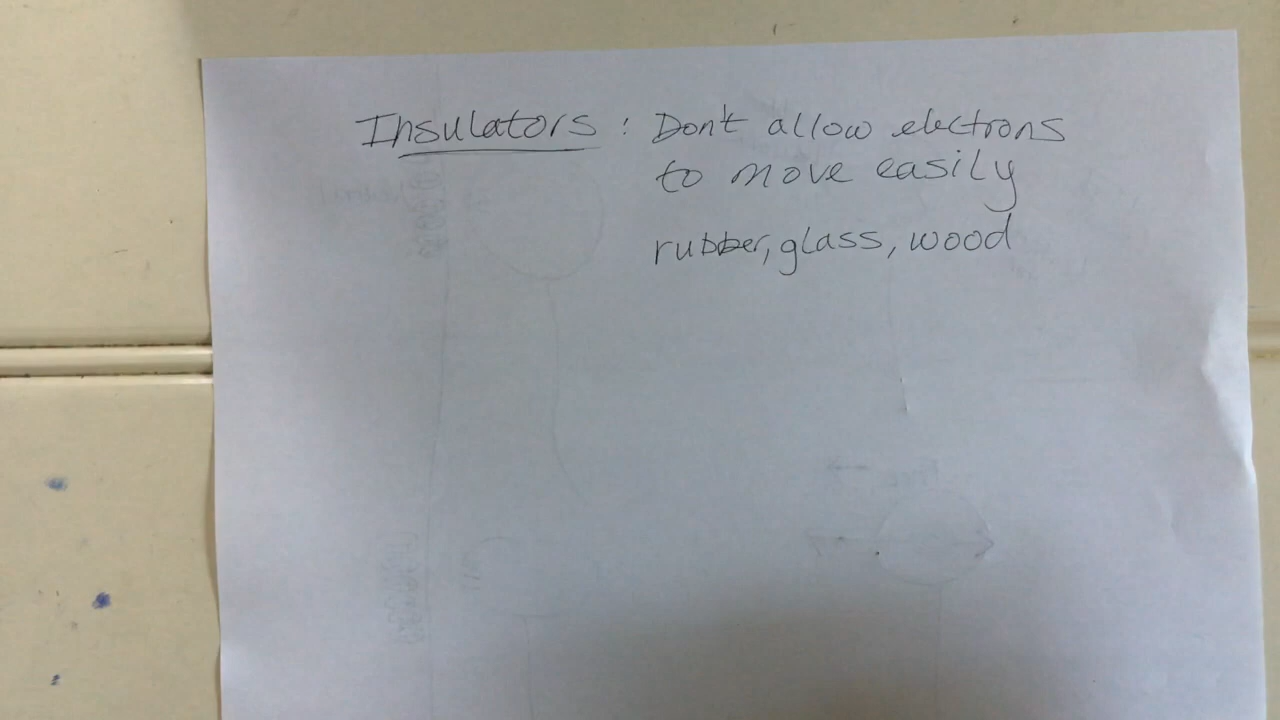 Insulators : Don't allow electrons
to move easily
rubber, glass, wood